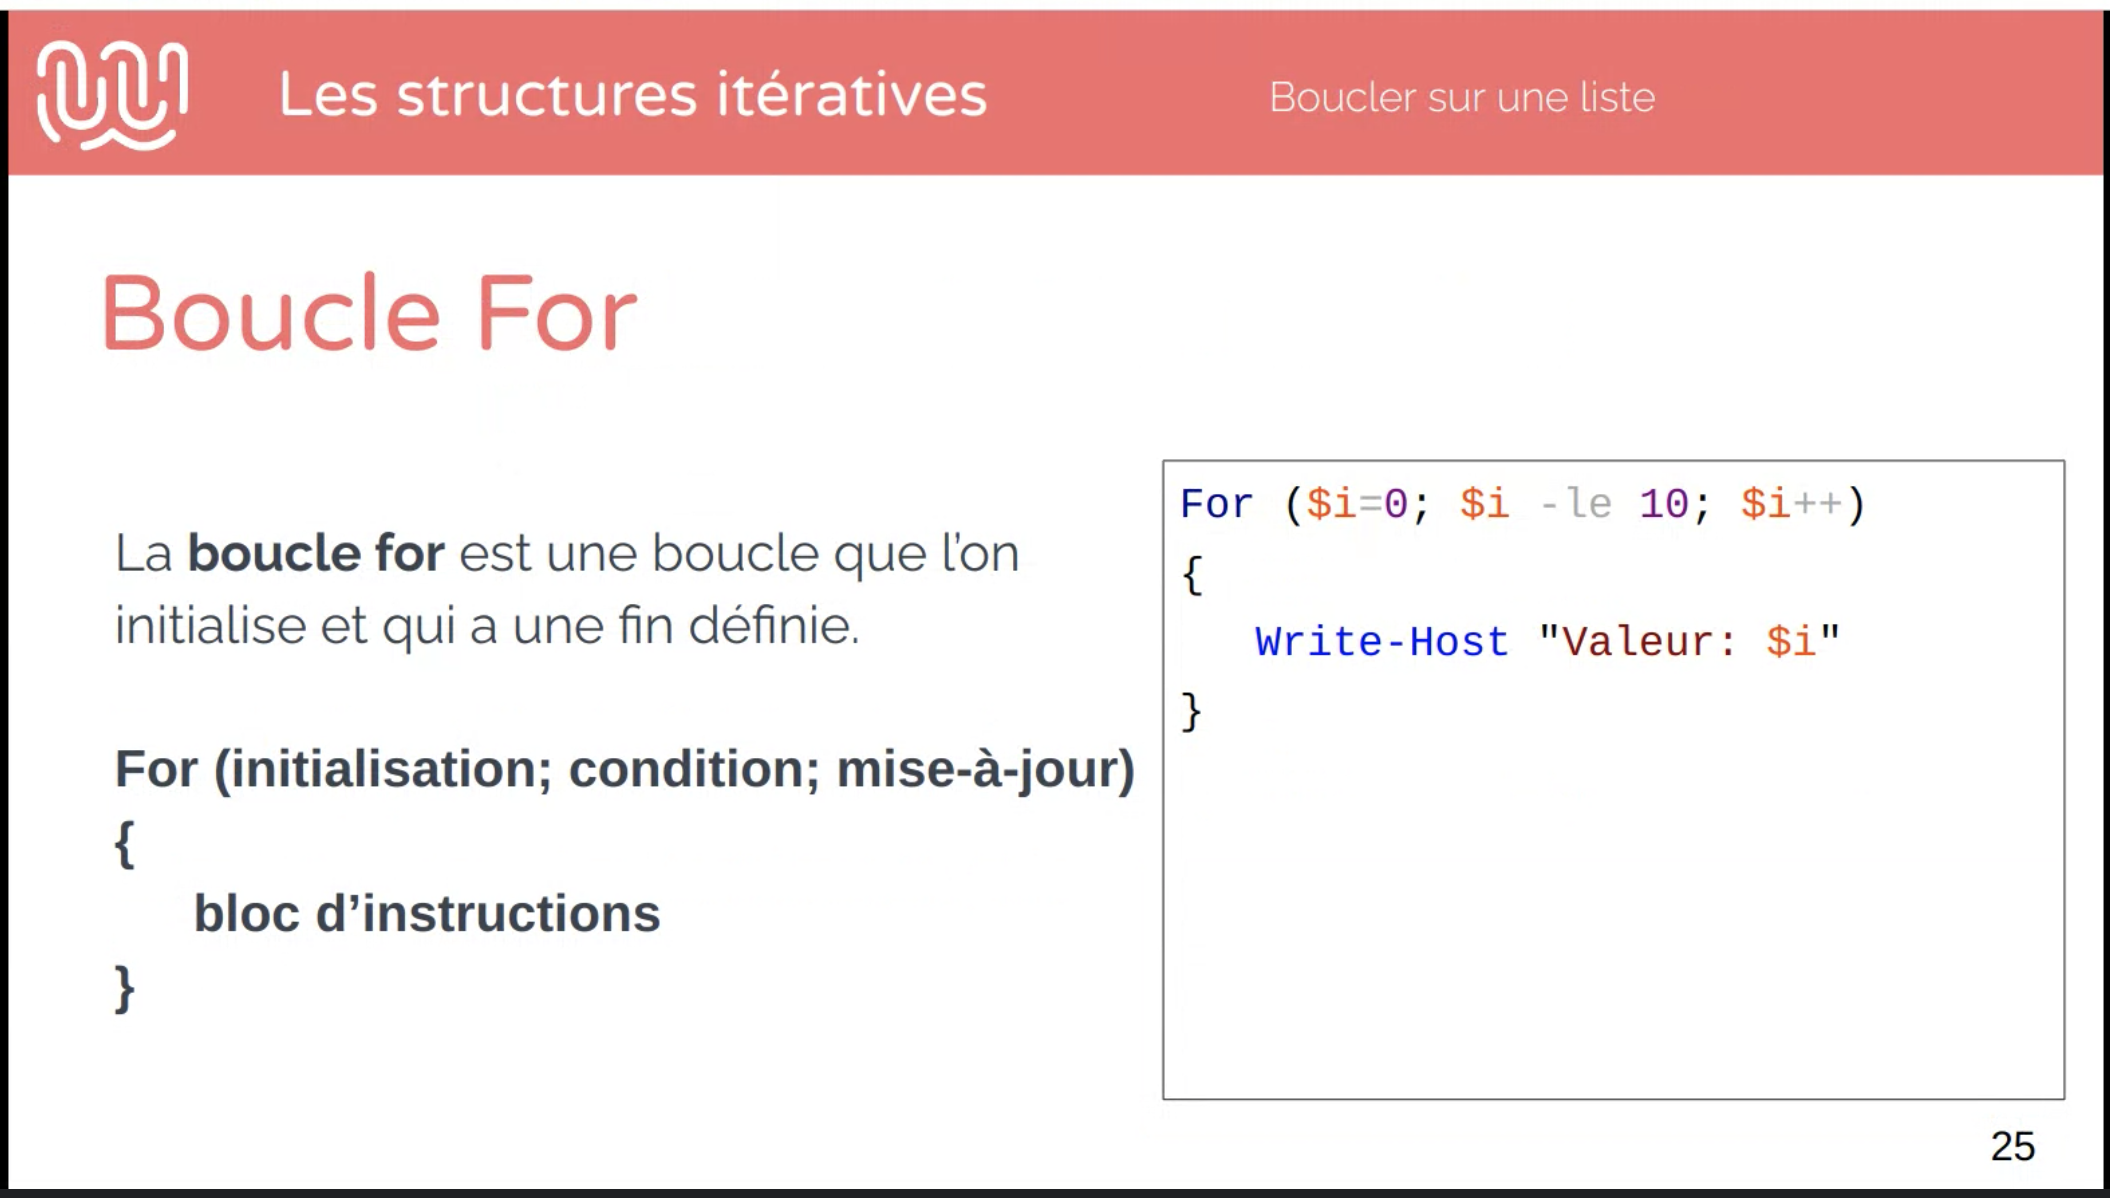 Les structures itératives
Boucler sur une liste
Boucle For
La boucle for est une boucle que l’on
initialise et qui a une fin définie.
For (initialisation; condition; mise-à-jour)
{
bloc d’instructions
}
For ($i=0; $i -le 10; $i++)
{
Write-Host "Valeur: $i"
}
25